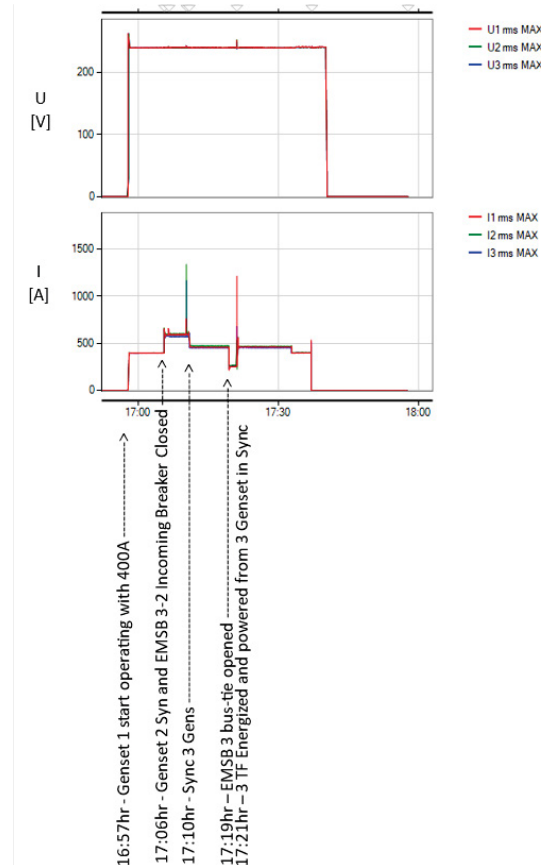 U1 rms MAX
U2 rms MAX
U3 rms MAX
U
[V]
200
100
0
I1 rms MAX
I2 rms MAX
I3 rms MAX
I
[A]
1500
1000
500
0
17:00
17:30
18:00
16:57hr - Genset 1 start operating with 400A
17:06hr - Genset 2 Syn and EMSB 3-2 Incoming Breaker Closed
17:10hr - Sync 3 Gens
17:19hr – EMSB 3 bus-tie opened
17:21hr – 3 TF Energized and powered from 3 Genset in Sync